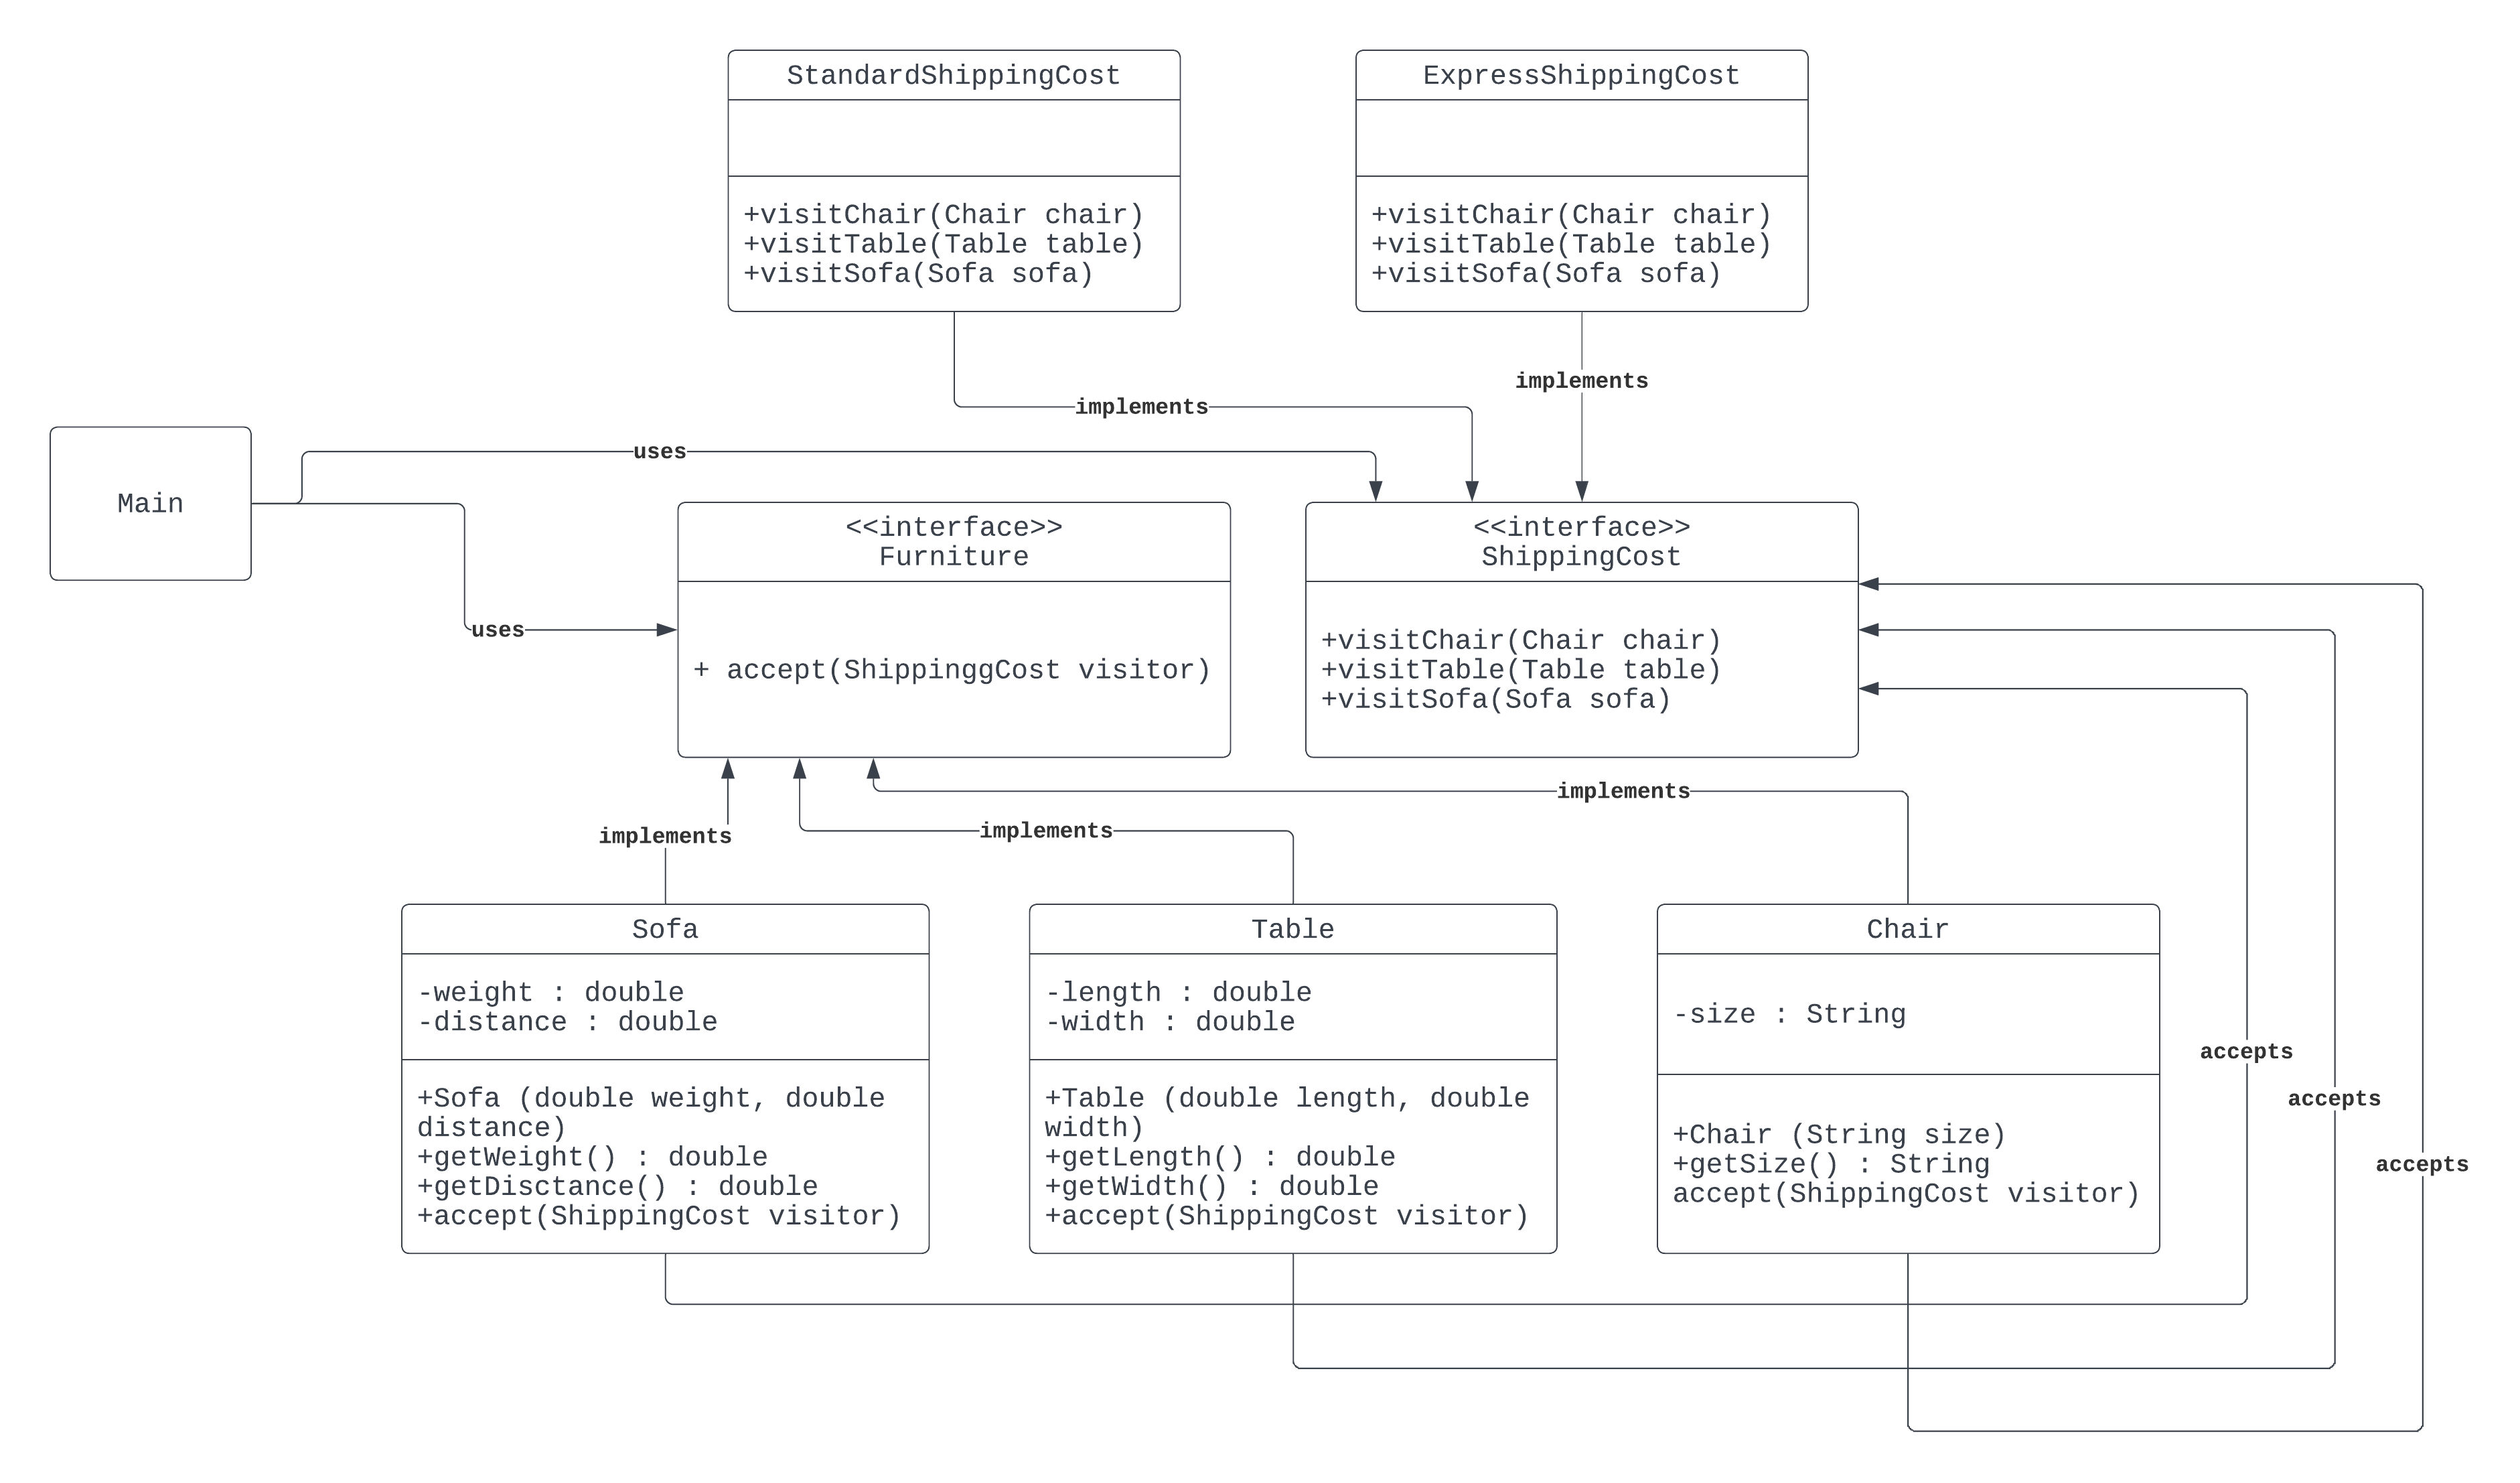 StandardShippingCost
+visitChair(Chair chair)
+visitTable(Table table)
+visitSofa(Sofa sofa)
ExpressShippingCost
+visitChair(Chair chair)
+visitTable(Table table)
+visitSofa(Sofa sofa)
implements
implements
uses
Main
uses
<<interface>>
Furniture
+ accept(ShippinggCost visitor)
<<interface>>
ShippingCost
+visitChair(Chair chair)
+visitTable(Table table)
+visitSofa(Sofa sofa)
implements
implements
implements
Sofa
-weight : double
-distance : double
+Sofa (double weight, double
distance)
+getWeight() : double
+getDisctance() : double
+accept(ShippingCost visitor)
Table
-length : double
-width : double
+Table (double length, double
width)
+getLength() : double
+getWidth() : double
+accept(ShippingCost visitor)
Chair
-size : String
+Chair (String size)
+getSize() : String
accept(ShippingCost visitor)
accepts
accepts
accepts